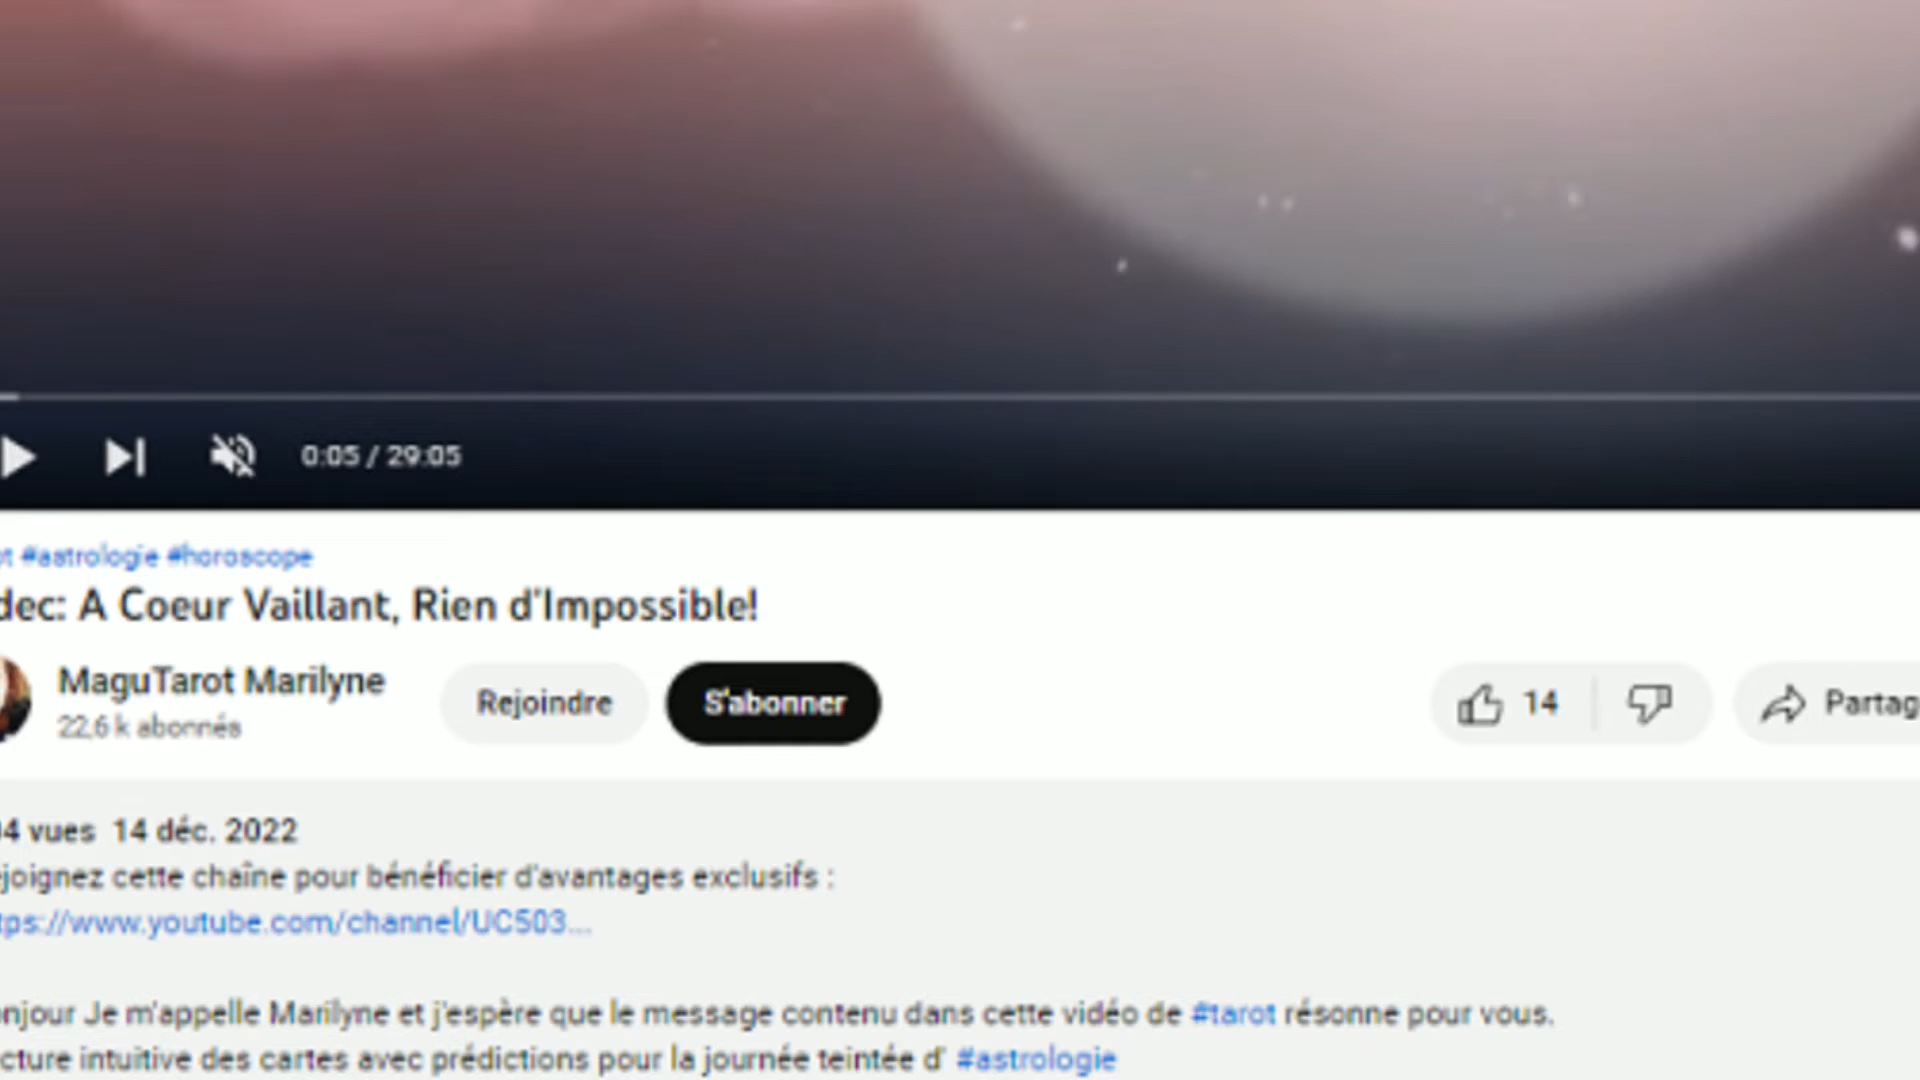 0:05 / 29:05
#astrologie #horoscope
dec: A Coeur Vaillant, Rien d'Impossible!
MaguTarot Marilyne
Rejoindre
S'abonner
14
Partag
22,6 k abonnés
4 vues 14 déc. 2022
joignez cette chaîne pour bénéficier d'avantages exclusifs :
tps://www.youtube.com/channel/UC503...
njour Je m'appelle Marilyne et j'espère que le message contenu dans cette vidéo de #tarot résonne pour vous.
cture intuitive des cartes avec prédictions pour la journée teintée d' #astrologie